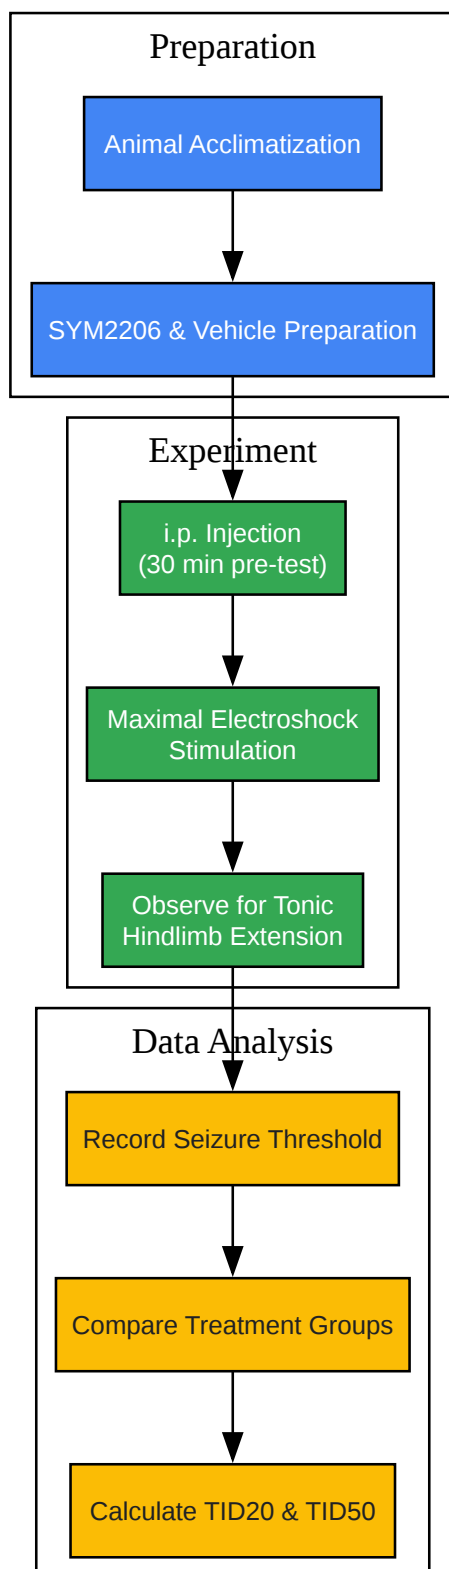 Preparation
Animal Acclimatization
SYM2206 & Vehicle Preparation
Experiment
i.p. Injection
(30 min pre-test)
Maximal Electroshock
Stimulation
Observe for Tonic
Hindlimb Extension
Data Analysis
Record Seizure Threshold
Compare Treatment Groups
Calculate TID20 & TID50